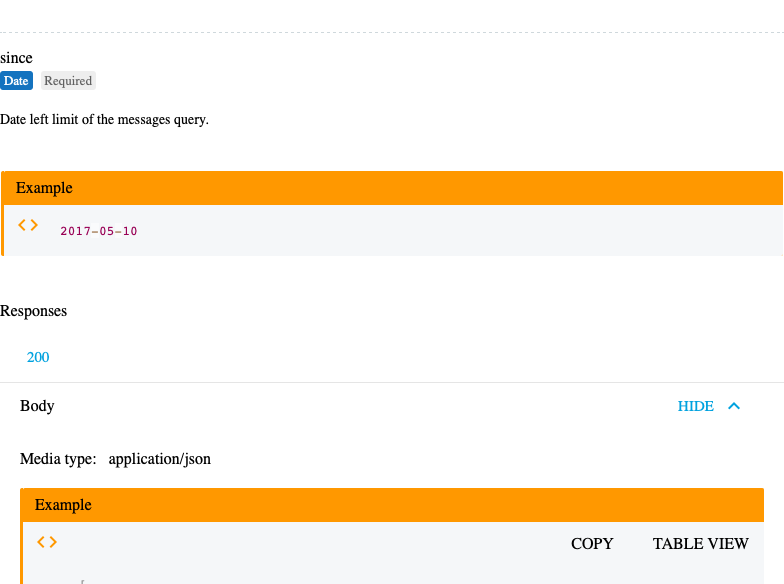 since
Date Required
Date left limit of the messages query.
Example
2017-05-10
Responses
200
Body HIDE
Media type: application/json
Example
COPY TABLE VIEW